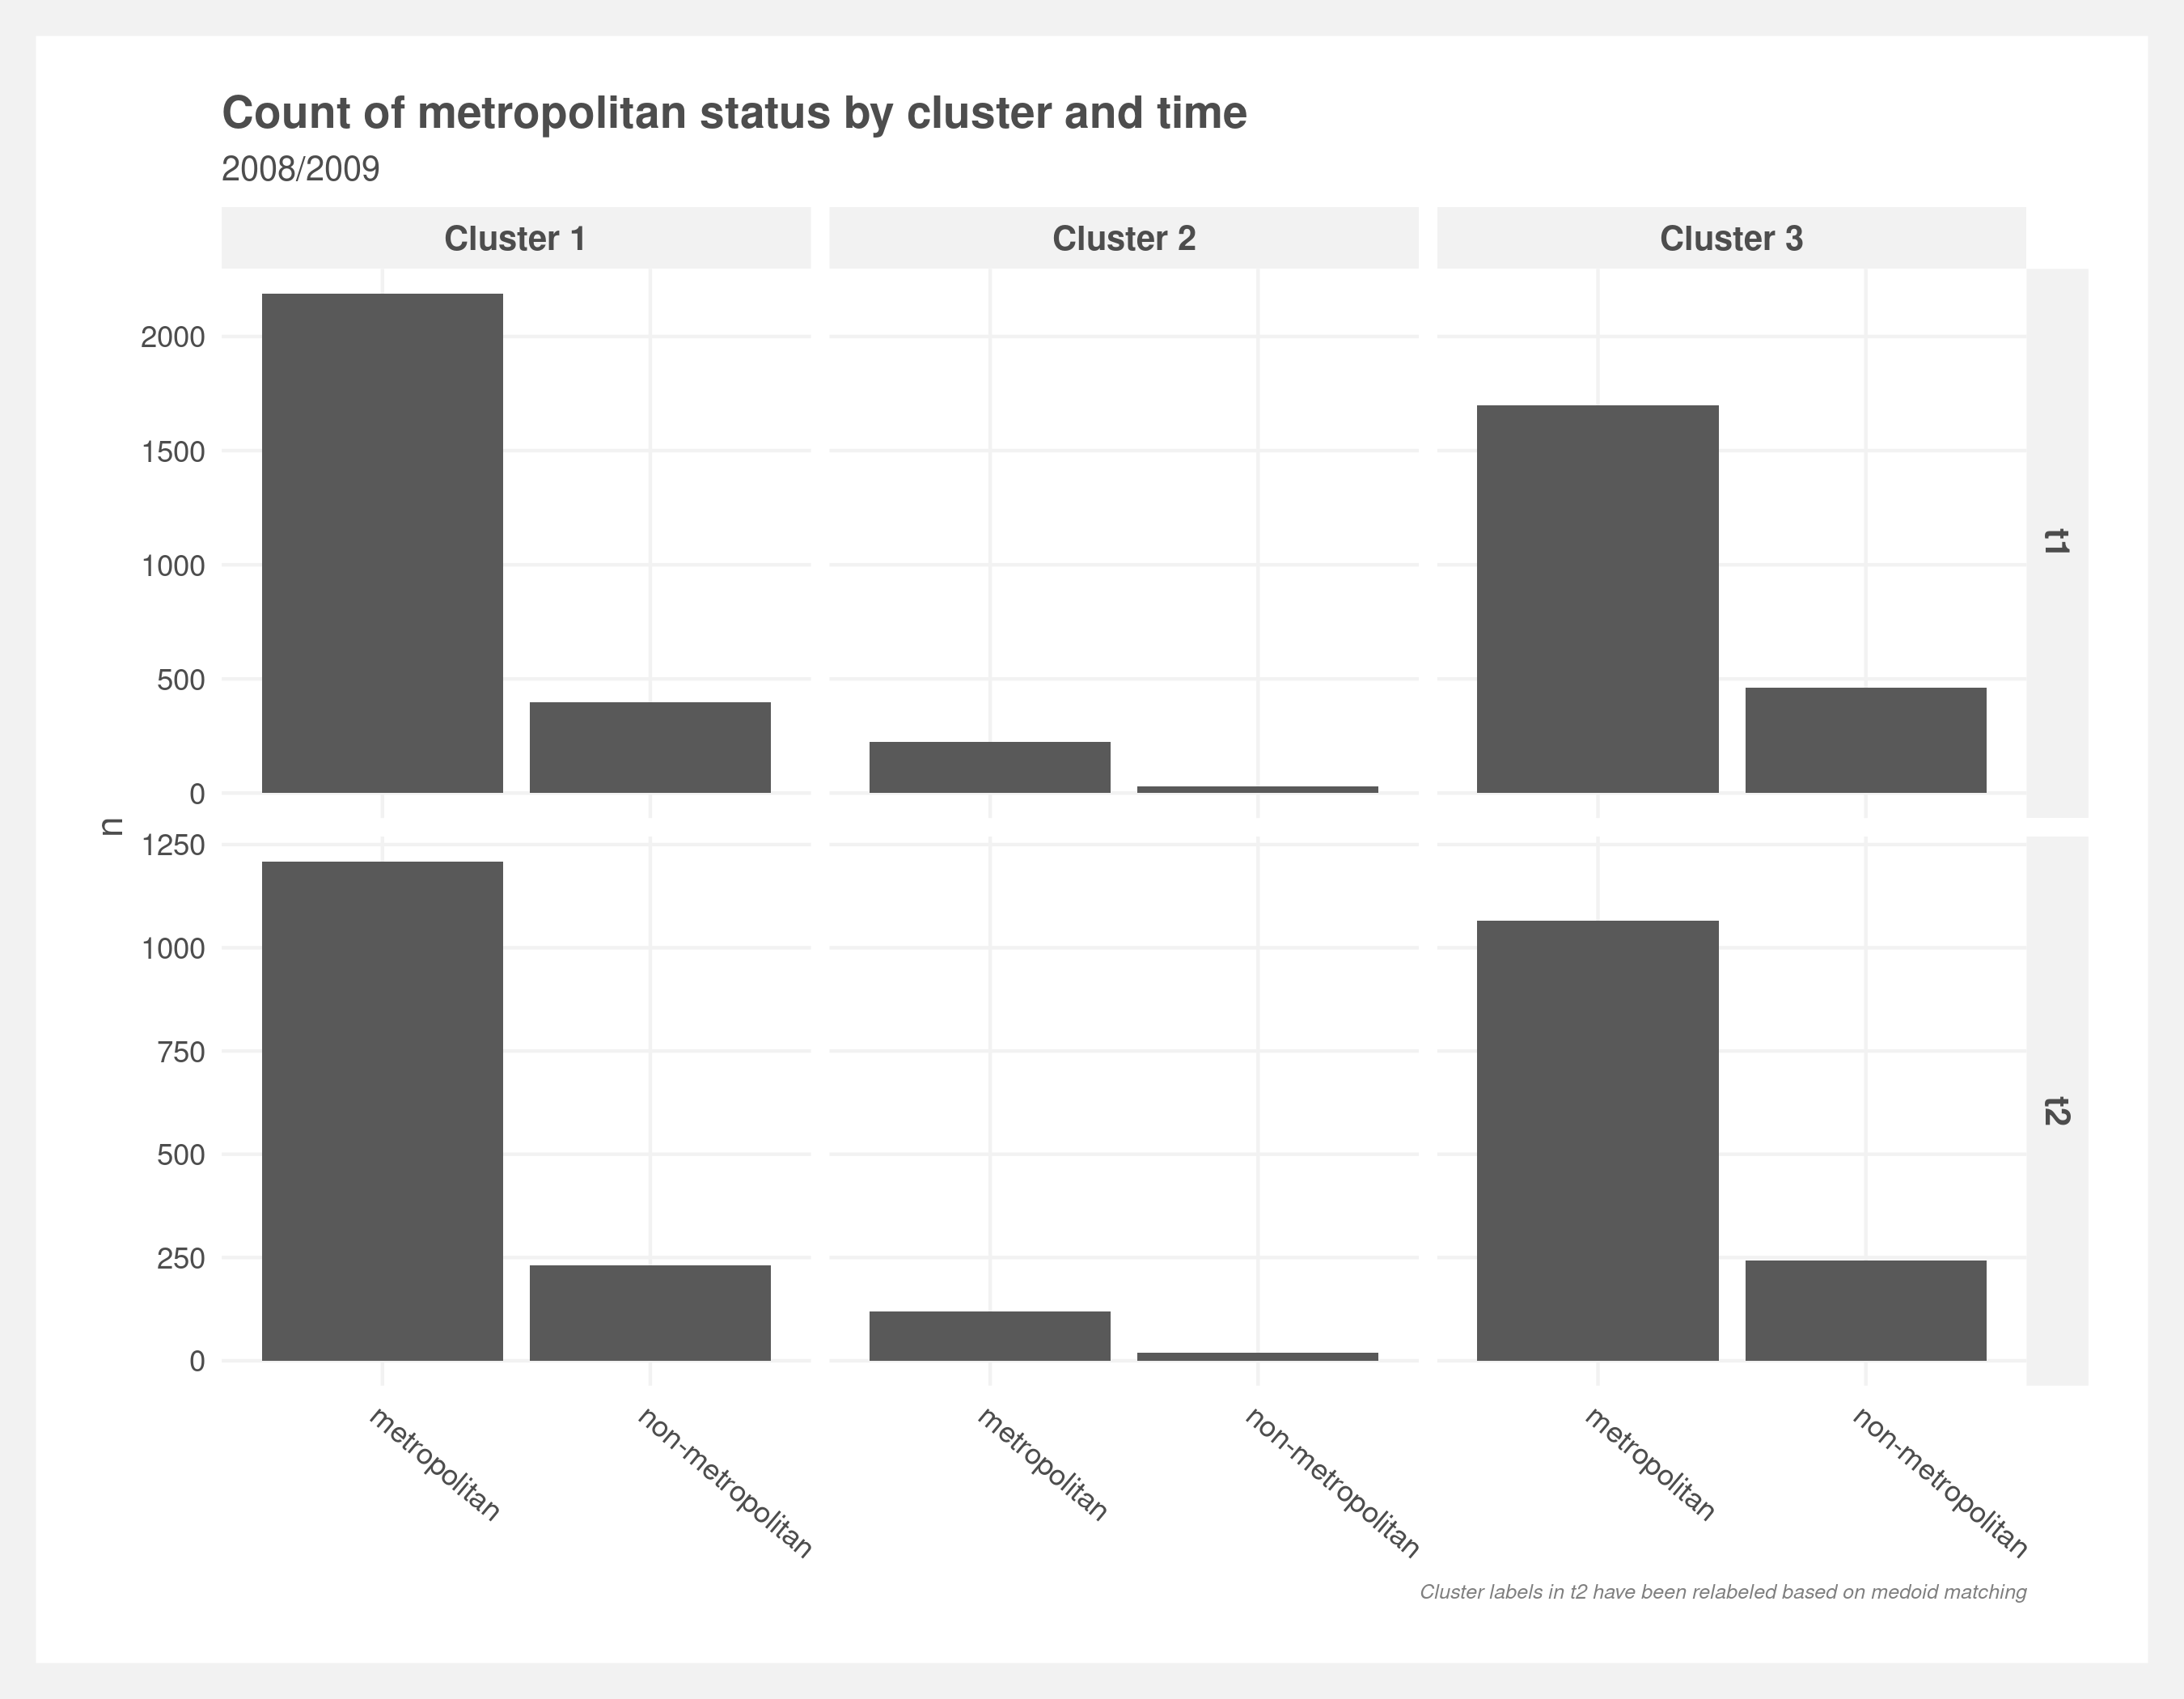 Count of metropolitan status by cluster and time
2008/2009
Cluster 1
Cluster 2
Cluster 3
2000
1500
1000
500
0
t1
n
1250
1000
750
500
250
0
t2
metropolitan
non-metropolitan
metropolitan
non-metropolitan
metropolitan
non-metropolitan
Cluster labels in t2 have been relabeled based on medoid matching